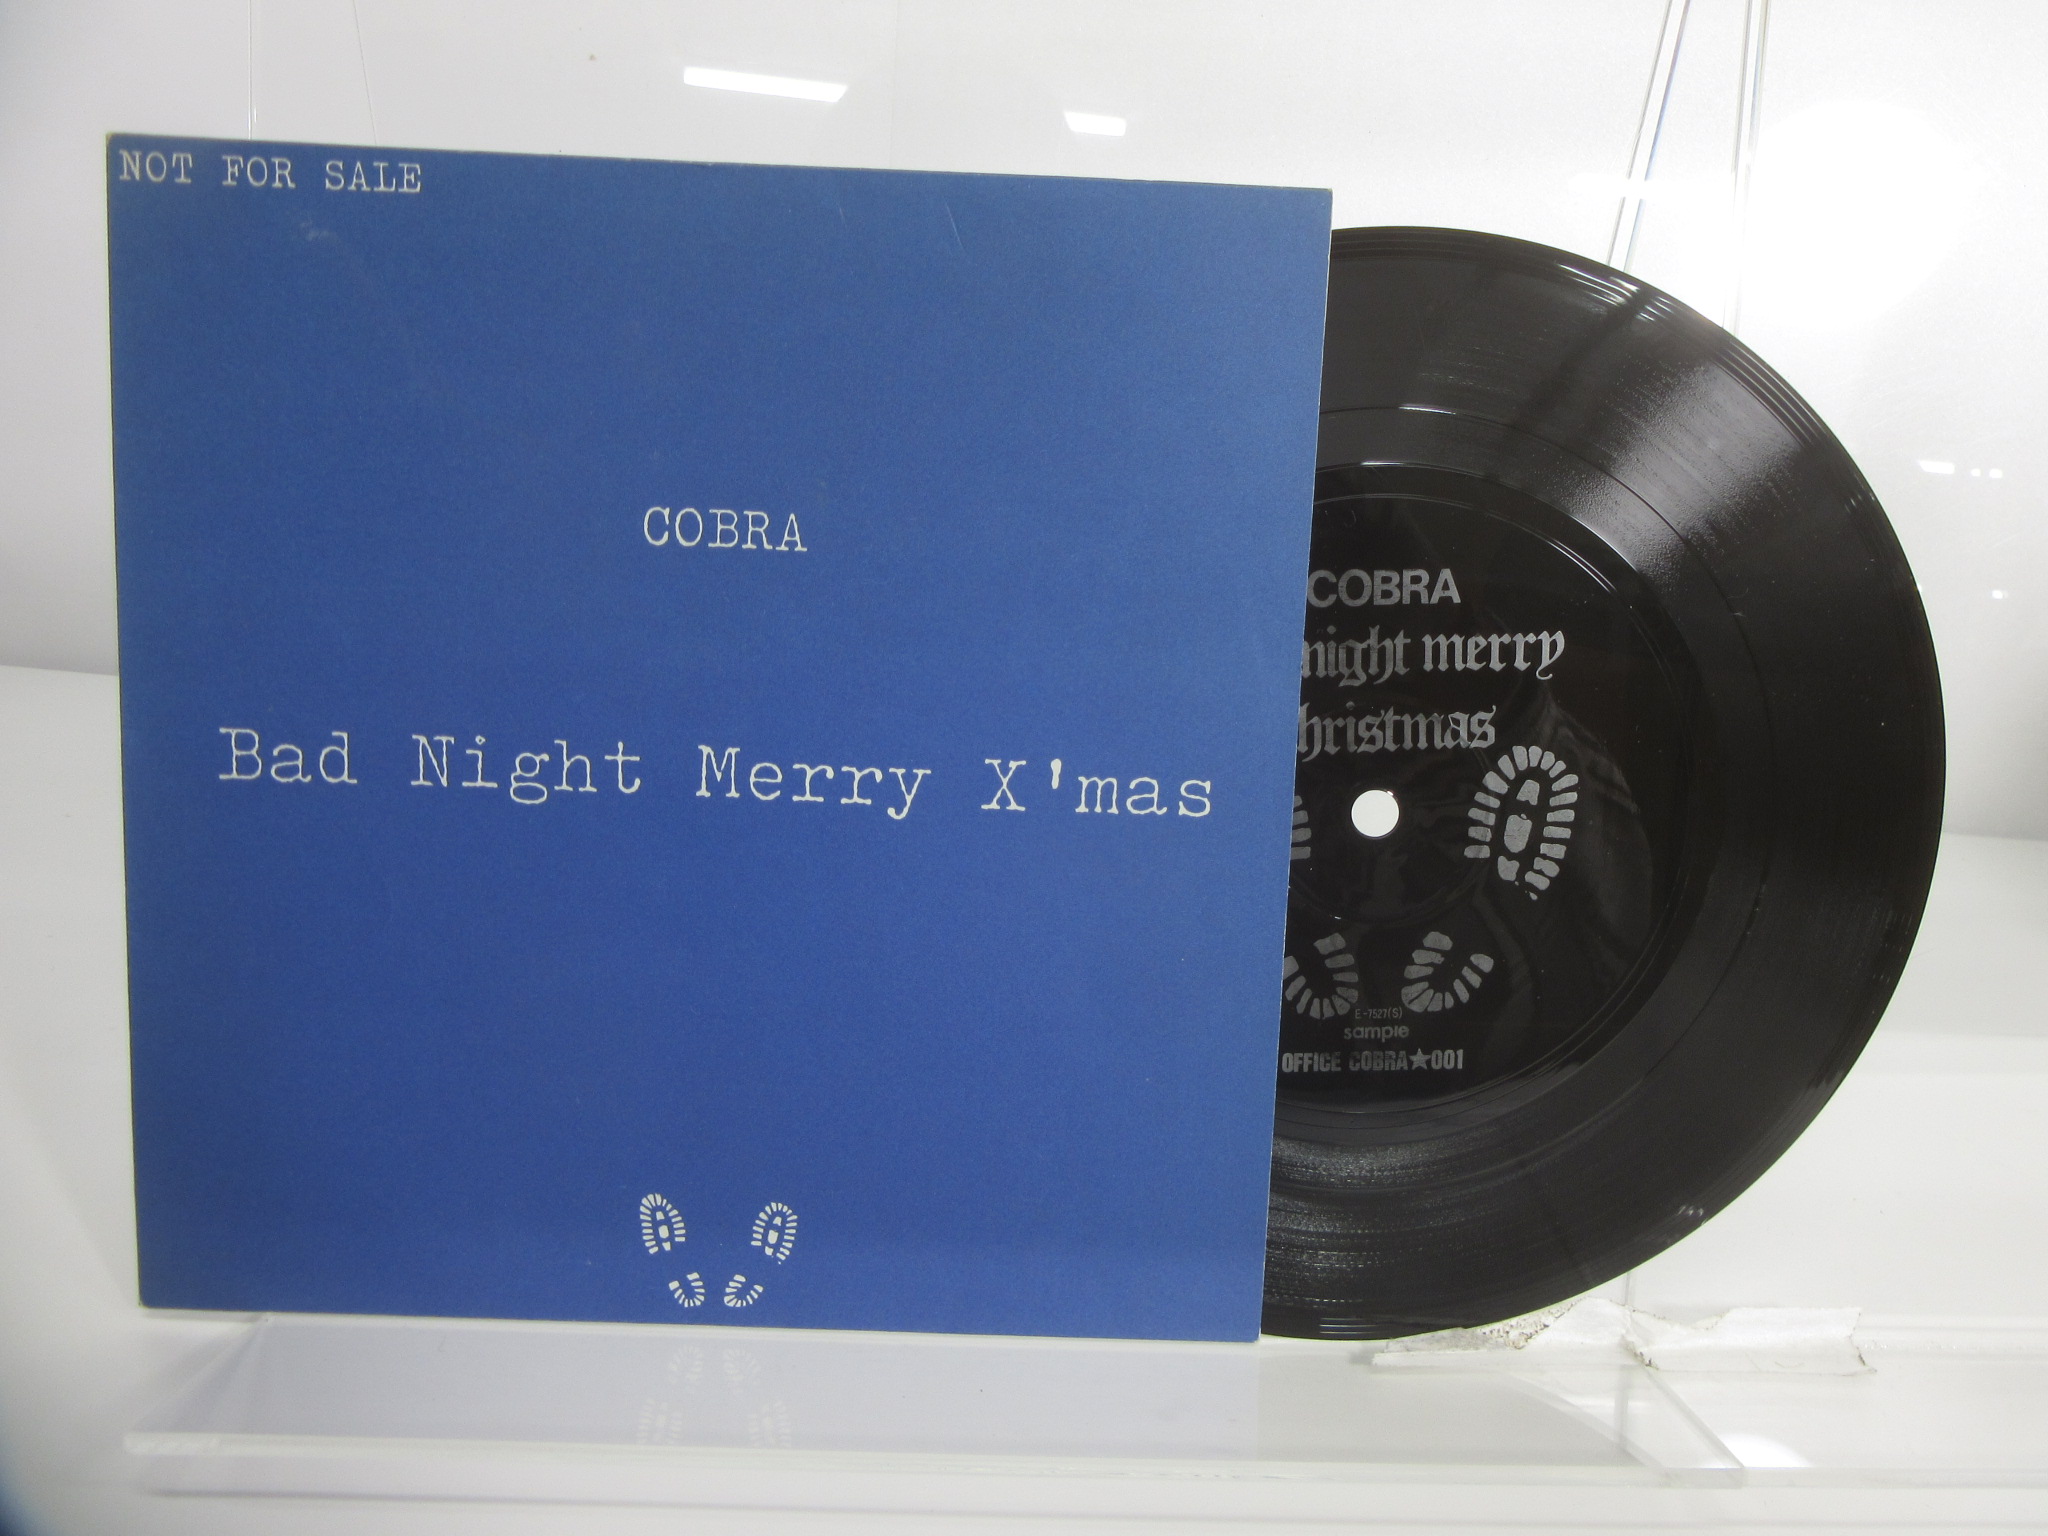 NOT FOR SALE
COBRA
Bad Night Merry X'mas
COBRA
night merry
hristmas
E-7527(S)
sample
OFFICE COBRA★001